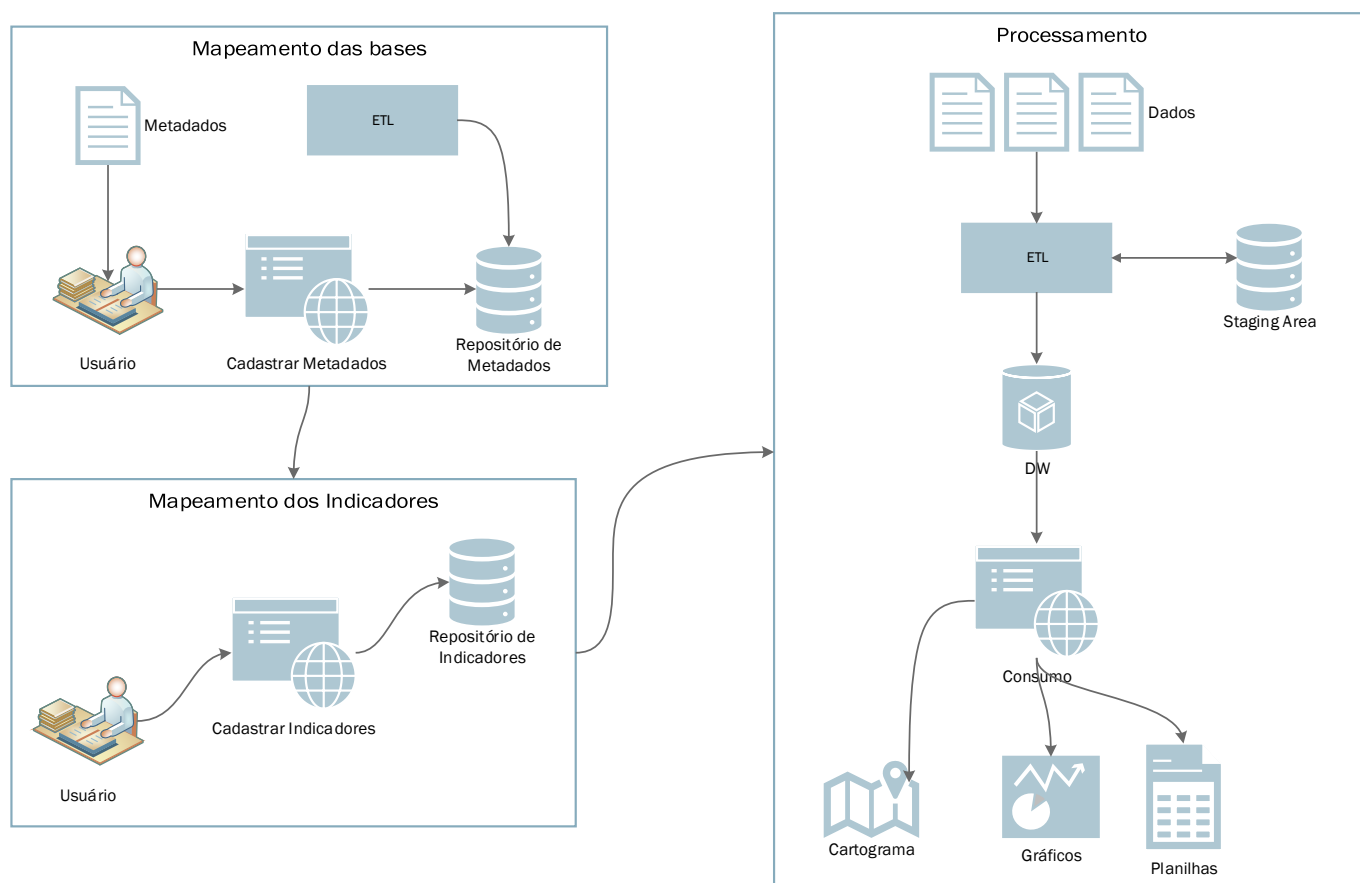 Mapeamento das bases
Metadados
ETL
Usuário
Cadastrar Metadados
Repositório de
Metadados
Mapeamento dos Indicadores
Repositório de
Indicadores
Cadastrar Indicadores
Usuário
Processamento
Dados
ETL
Staging Area
DW
Consumo
Cartograma
Gráficos
Planilhas